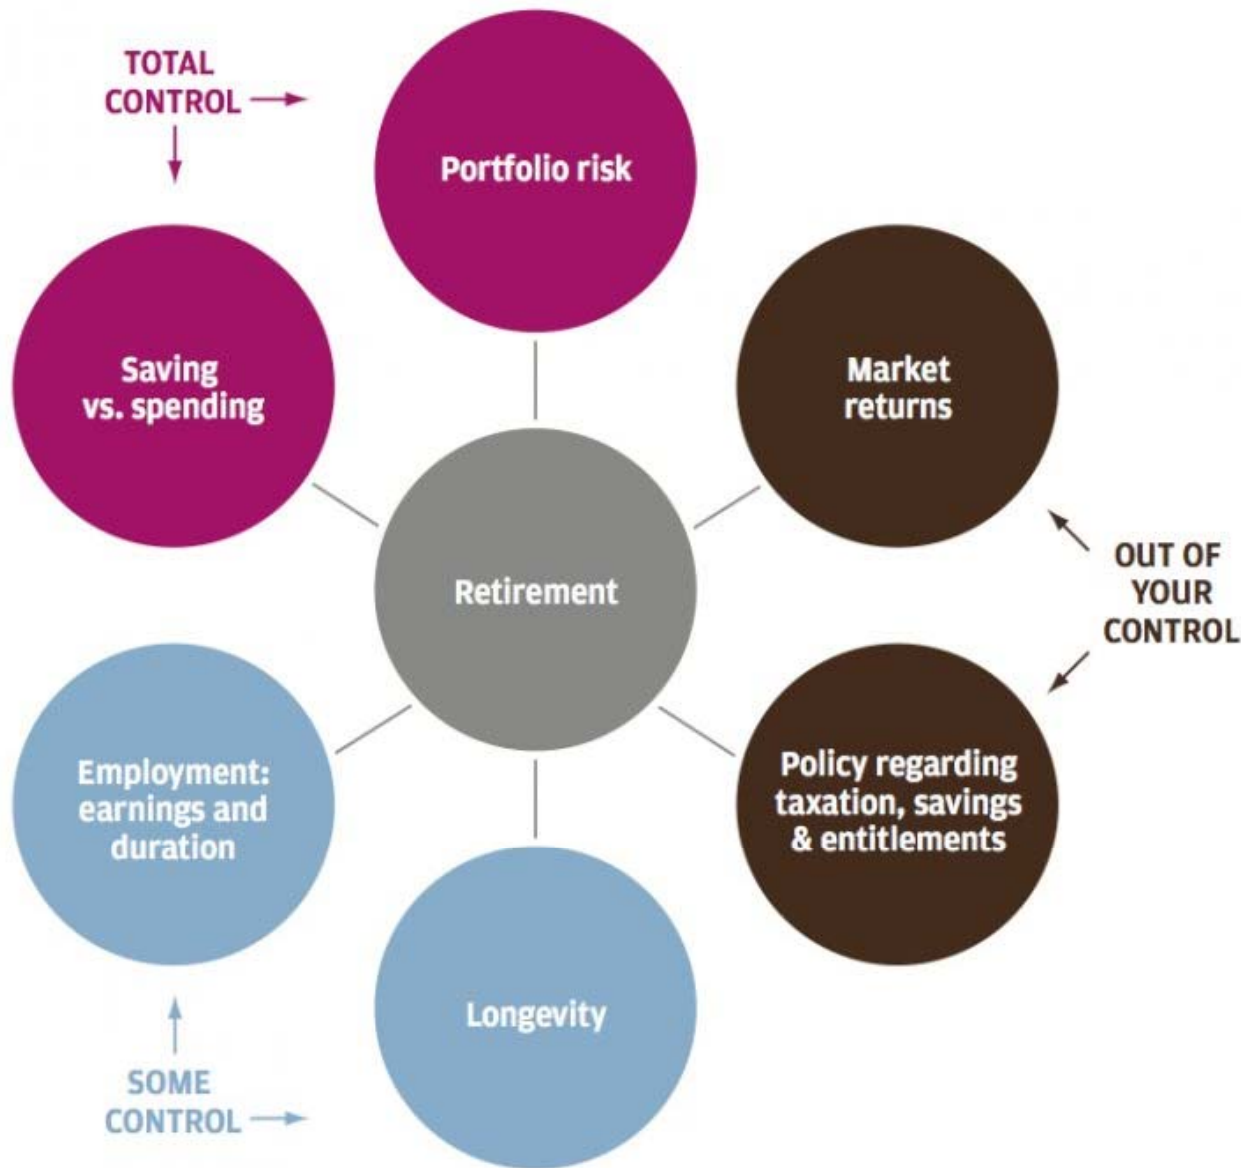 TOTAL
CONTROL
Portfolio risk
Saving
vs. spending
Market
returns
Retirement
OUT OF
YOUR
CONTROL
Employment:
earnings and
duration
Policy regarding
taxation, savings
& entitlements
Longevity
SOME
CONTROL